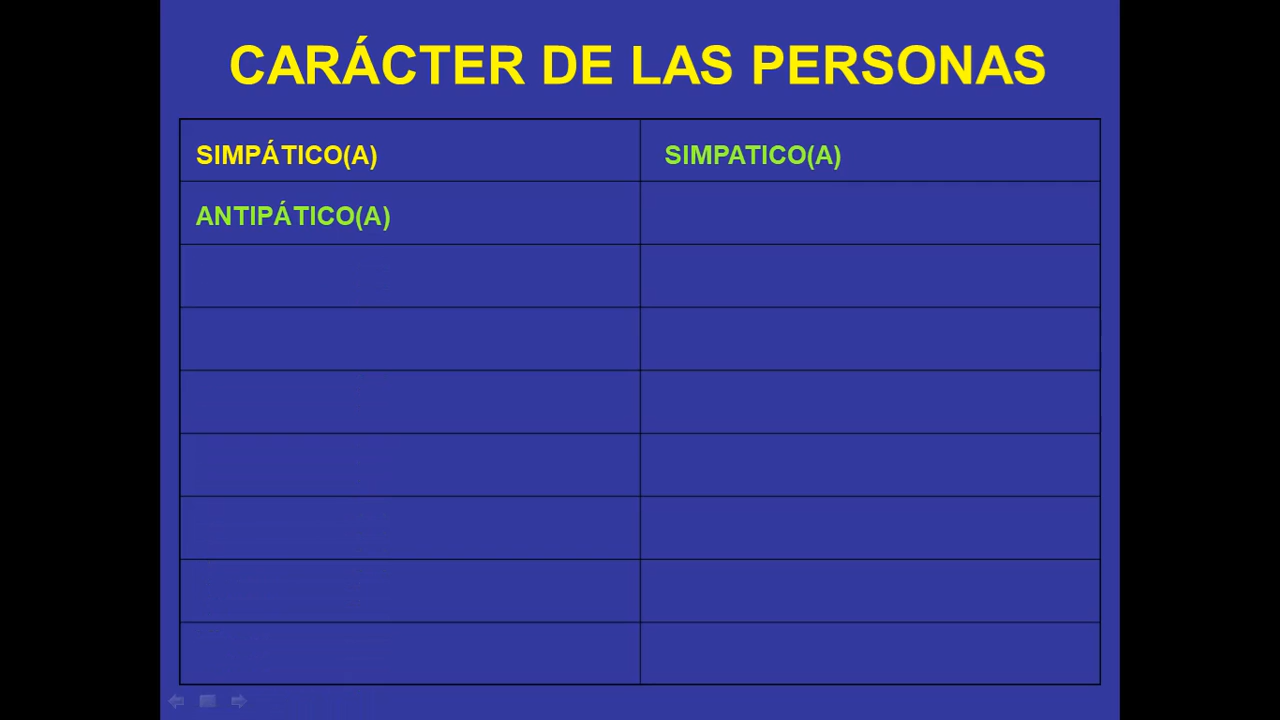 CARÁCTER DE LAS PERSONAS
SIMPÁTICO(A)
SIMPATICO(A)
ANTIPÁTICO(A)